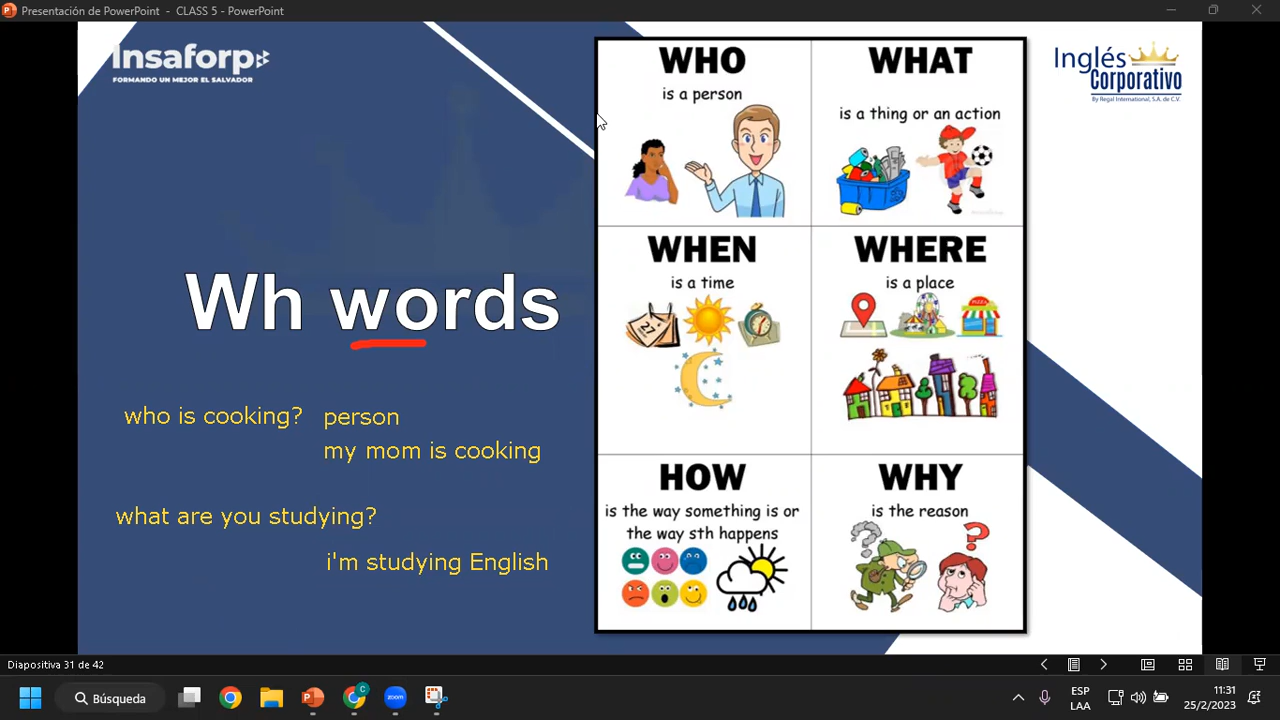 Presentación de PowerPoint - CLASS 5 - PowerPoint
Insaforp
FORMANDO UN MEJOR EL SALVADOR
Inglés
Corporativo
By Regal International, S.A. de C.V.
Wh words
who is cooking? person
my mom is cooking
what are you studying?
i'm studying English
WHO
is a person
WHAT
is a thing or an action
WHEN
is a time
27
WHERE
is a place
PIZZA
HOW
is the way something is or
the way sth happens
WHY
is the reason
? ?
Diapositiva 31 de 42
Búsqueda
zoom
C
ESP
LAA
11:31
25/2/2023